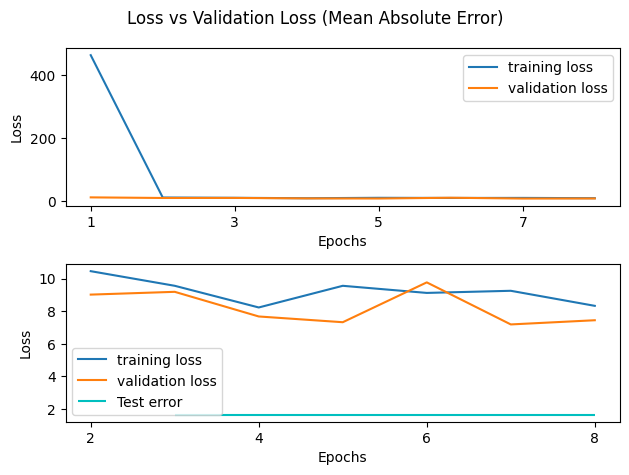 Loss vs Validation Loss (Mean Absolute Error)
training loss
validation loss
400
200
0
Loss
1 3 5 7
Epochs
10
8
6
4
2
Loss
training loss
validation loss
Test error
2 4 6 8
Epochs